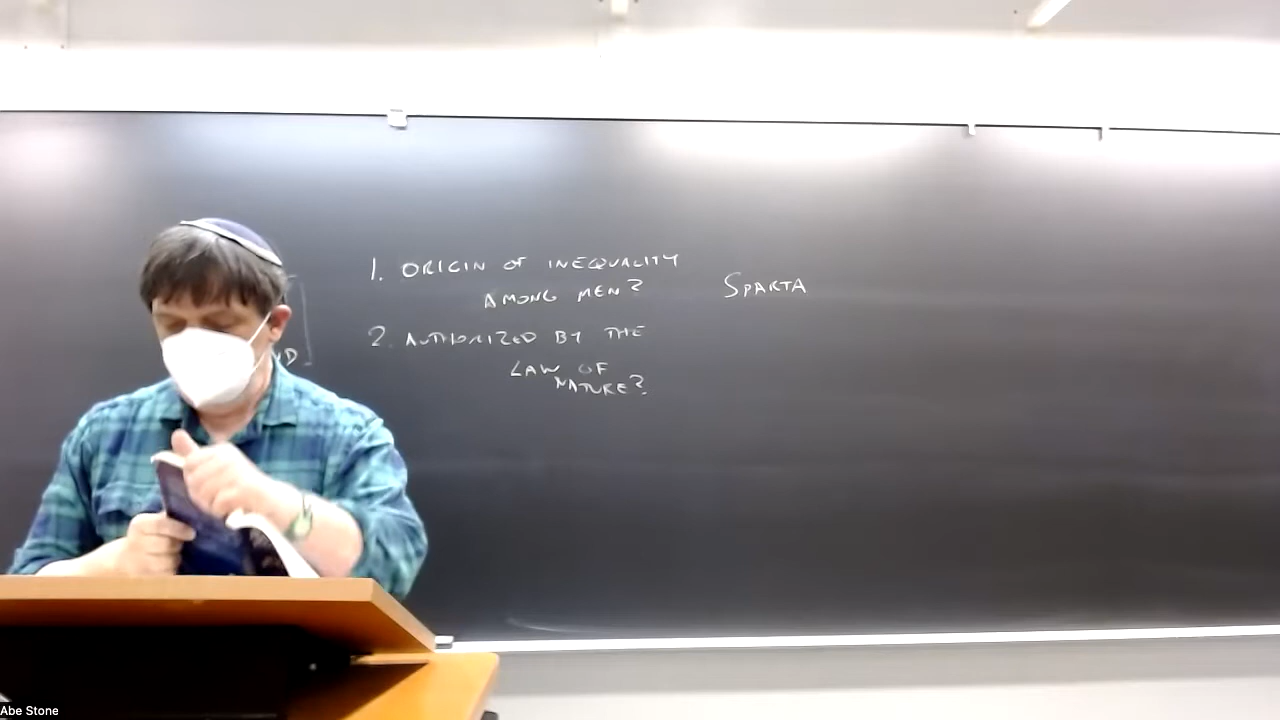 1. ORIGIN OF INEQUALITY
AMONG MEN?
SPARTA
2. AUTHORIZED BY THE
LAW OF
NATURE?
Abe Stone